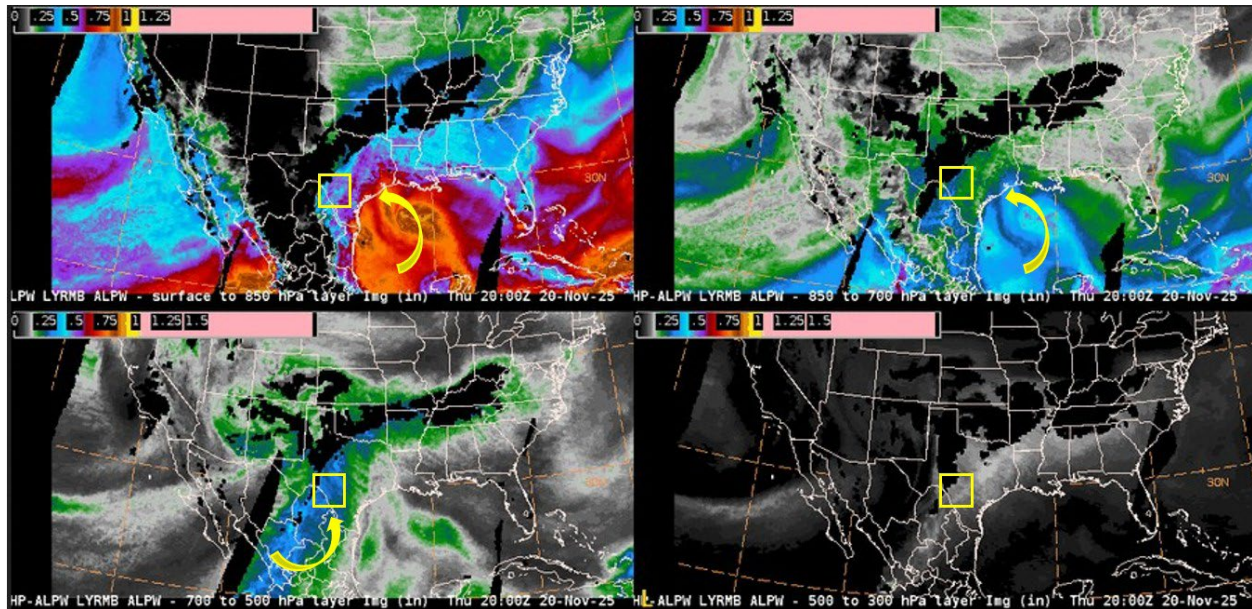 0 .25 .5 .75 1 1.25
0 .25 .5 .75 1 1.25
30N
30N
LPW LYRMB ALPW - surface to 850 hPa layer Img (in) Thu 20:00Z 20-Nov-25
HP-ALPW LYRMB ALPW - 850 to 700 hPa layer Img (in) Thu 20:00Z 20-Nov-25
0 .25 .5 .75 1 1.25 1.5
0 .25 .5 .75 1 1.25 1.5
30N
30N
HP-ALPW LYRMB ALPW - 700 to 500 hPa layer Img (in) Thu 20:00Z 20-Nov-25
LYRMB ALPW - 500 to 300 hPa layer Img (in) Thu 20:00Z 20-Nov-25